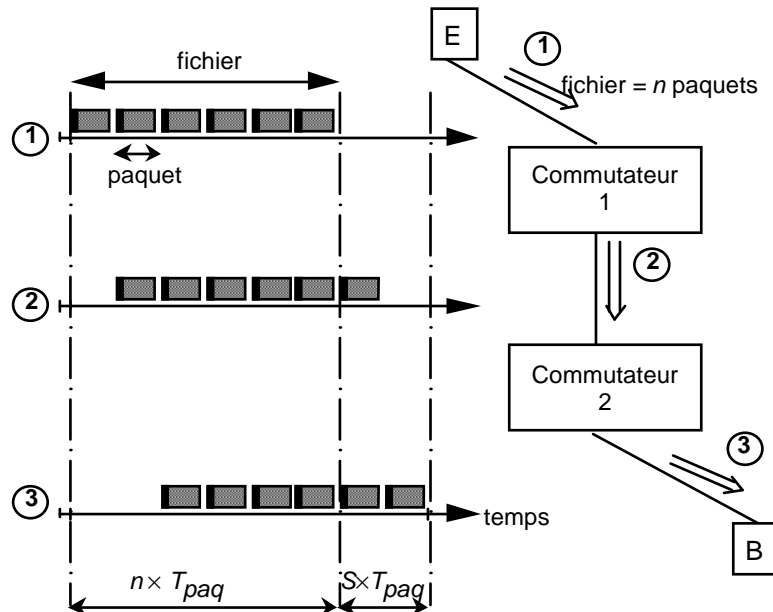 E
1
fichier
fichier = n paquets
1
paquet
Commutateur
1
2
2
Commutateur
2
3
3
temps
B
n × Tpaq
S×Tpaq